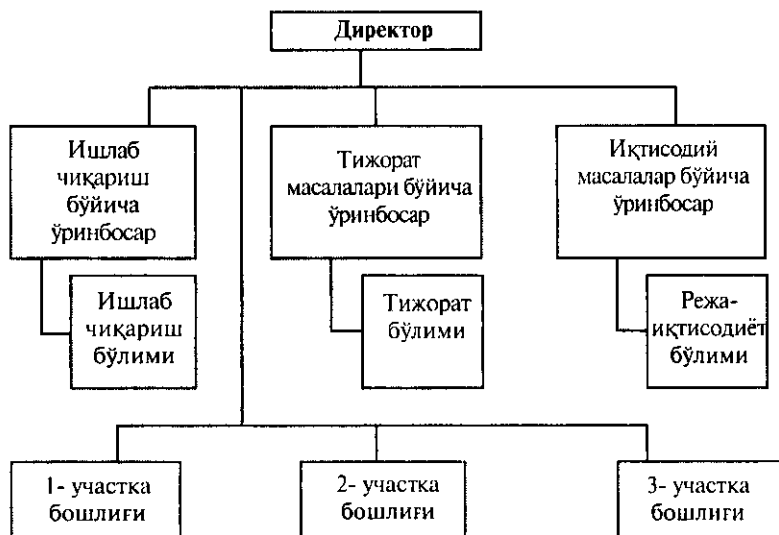 Директор
Ишлаб
чиқариш
бўйича
ўринбосар
Тижорат
масалалари бўйича
ўринбосар
Иқтисодий
масалалар бўйича
ўринбосар
Ишлаб
чиқариш
бўлими
Тижорат
бўлими
Режа-
иқтисодиёт
бўлими
1- участка
бошлиғи
2- участка
бошлиғи
3- участка
бошлиғи